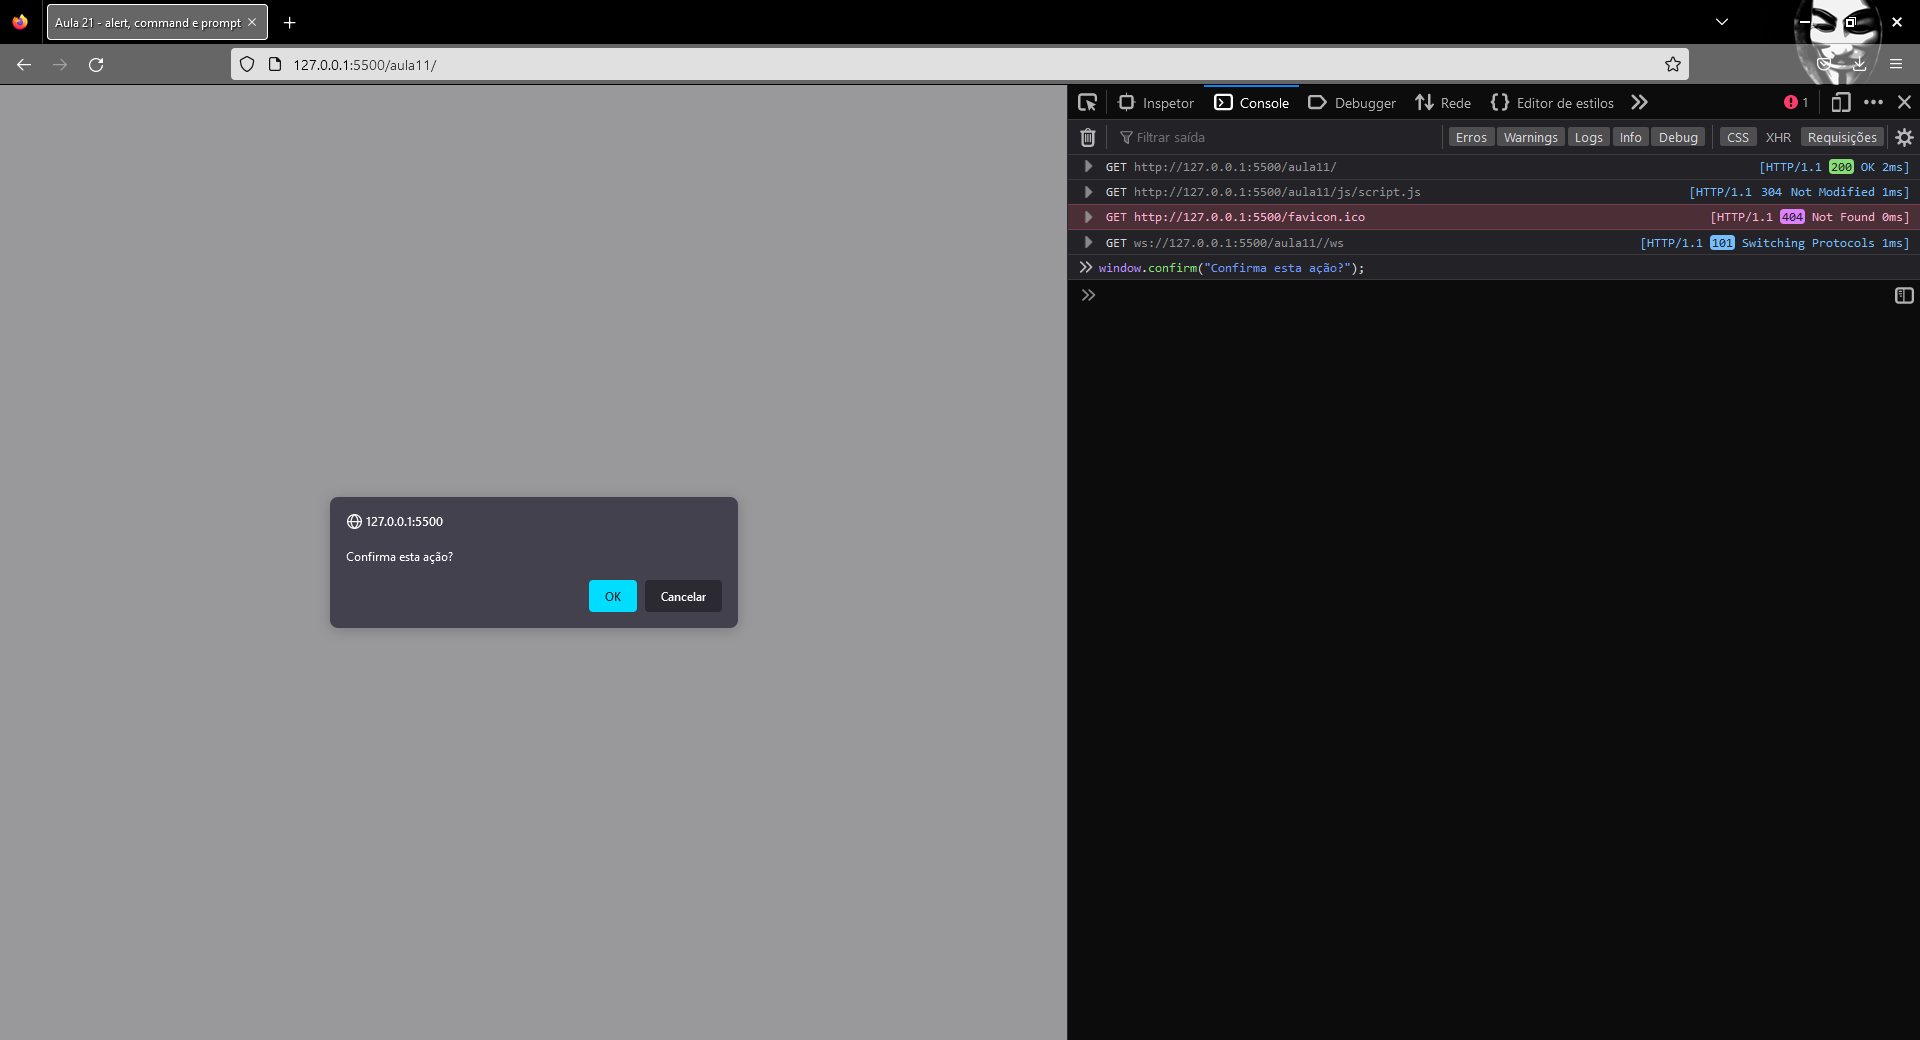 Aula 21 - alert, command e prompt
127.0.0.1:5500/aula11/
Inspetor Console Debugger Rede Editor de estilos 1
Filtrar saída Erros Warnings Logs Info Debug CSS XHR Requisições
GET http://127.0.0.1:5500/aula11/ [HTTP/1.1 200 OK 2ms]
GET http://127.0.0.1:5500/aula11/js/script.js [HTTP/1.1 304 Not Modified 1ms]
GET http://127.0.0.1:5500/favicon.ico [HTTP/1.1 404 Not Found 0ms]
GET ws://127.0.0.1:5500/aula11//ws [HTTP/1.1 101 Switching Protocols 1ms]
window.confirm("Confirma esta ação?");
127.0.0.1:5500
Confirma esta ação?
OK Cancelar